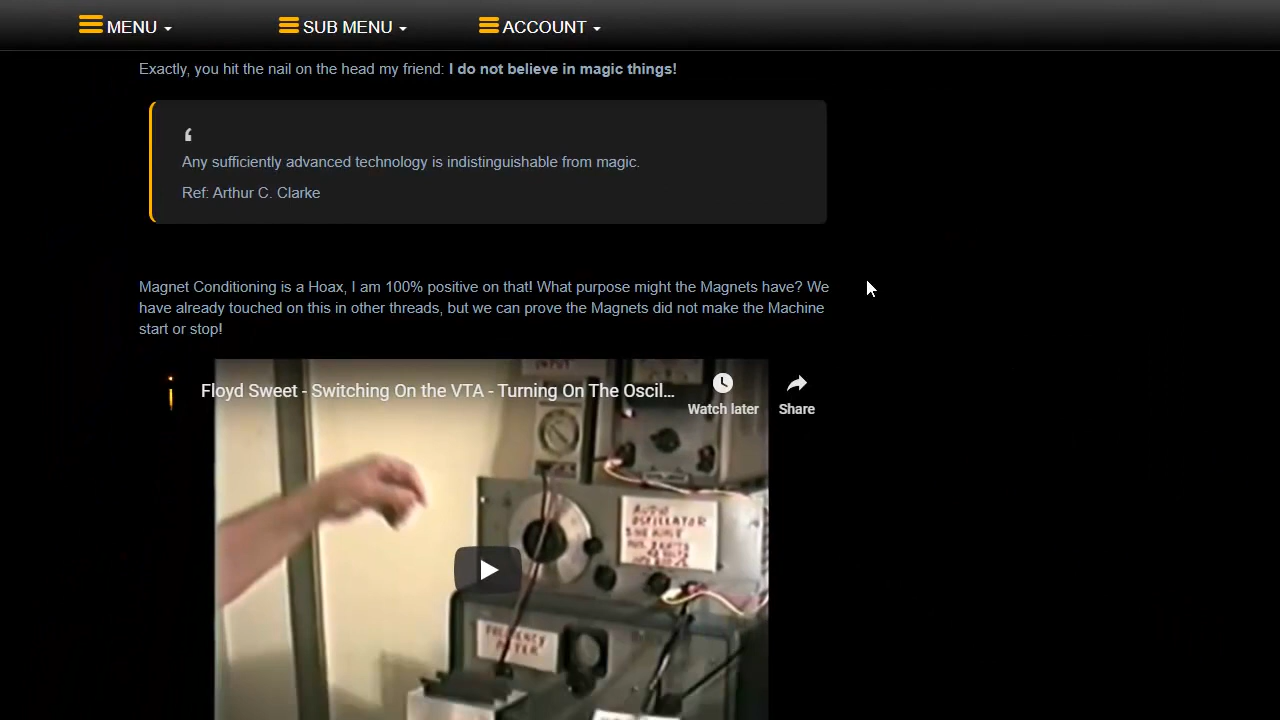 MENU
SUB MENU
ACCOUNT
Exactly, you hit the nail on the head my friend: I do not believe in magic things!
Any sufficiently advanced technology is indistinguishable from magic.
Ref: Arthur C. Clarke
Magnet Conditioning is a Hoax, I am 100% positive on that! What purpose might the Magnets have? We
have already touched on this in other threads, but we can prove the Magnets did not make the Machine
start or stop!
Floyd Sweet - Switching On the VTA - Turning On The Oscil...
Watch later
Share
AUDIO
OSCILLATOR
SINE WAVE
FREQUENCY
METER